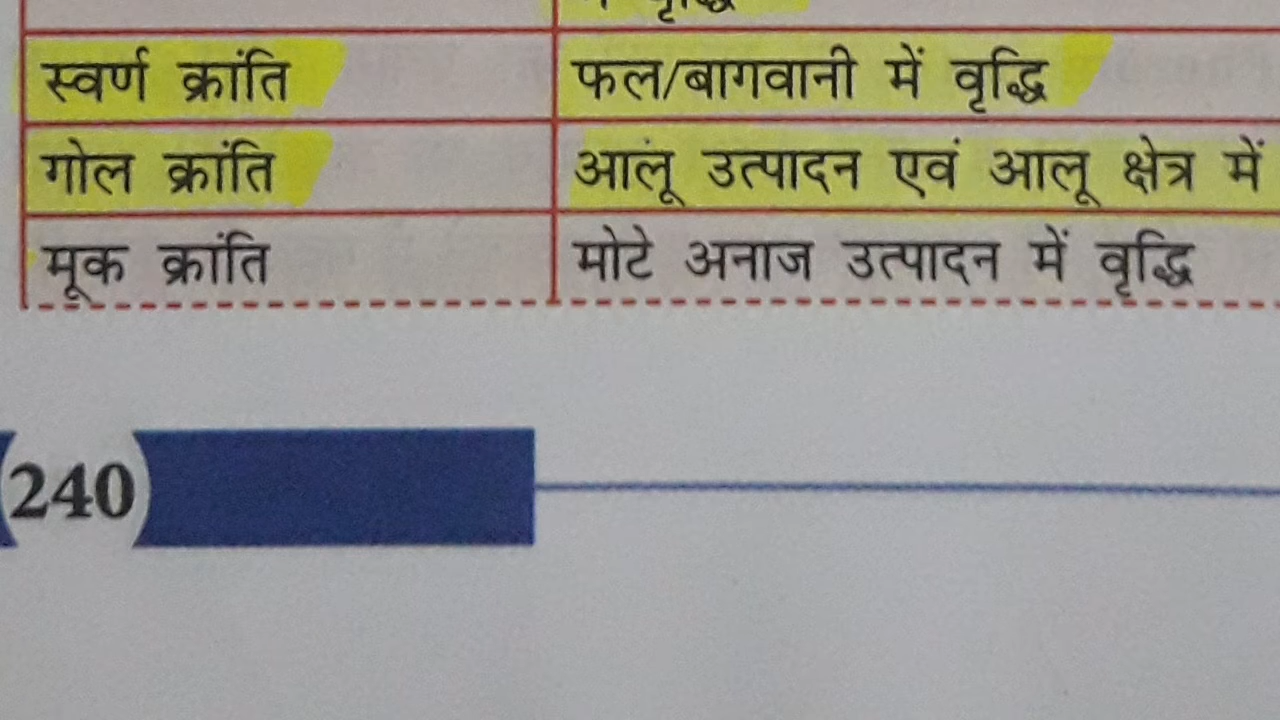 स्वर्ण क्रांति फल/बागवानी में वृद्धि
गोल क्रांति आलू उत्पादन एवं आलू क्षेत्र में
मूक क्रांति मोटे अनाज उत्पादन में वृद्धि
240